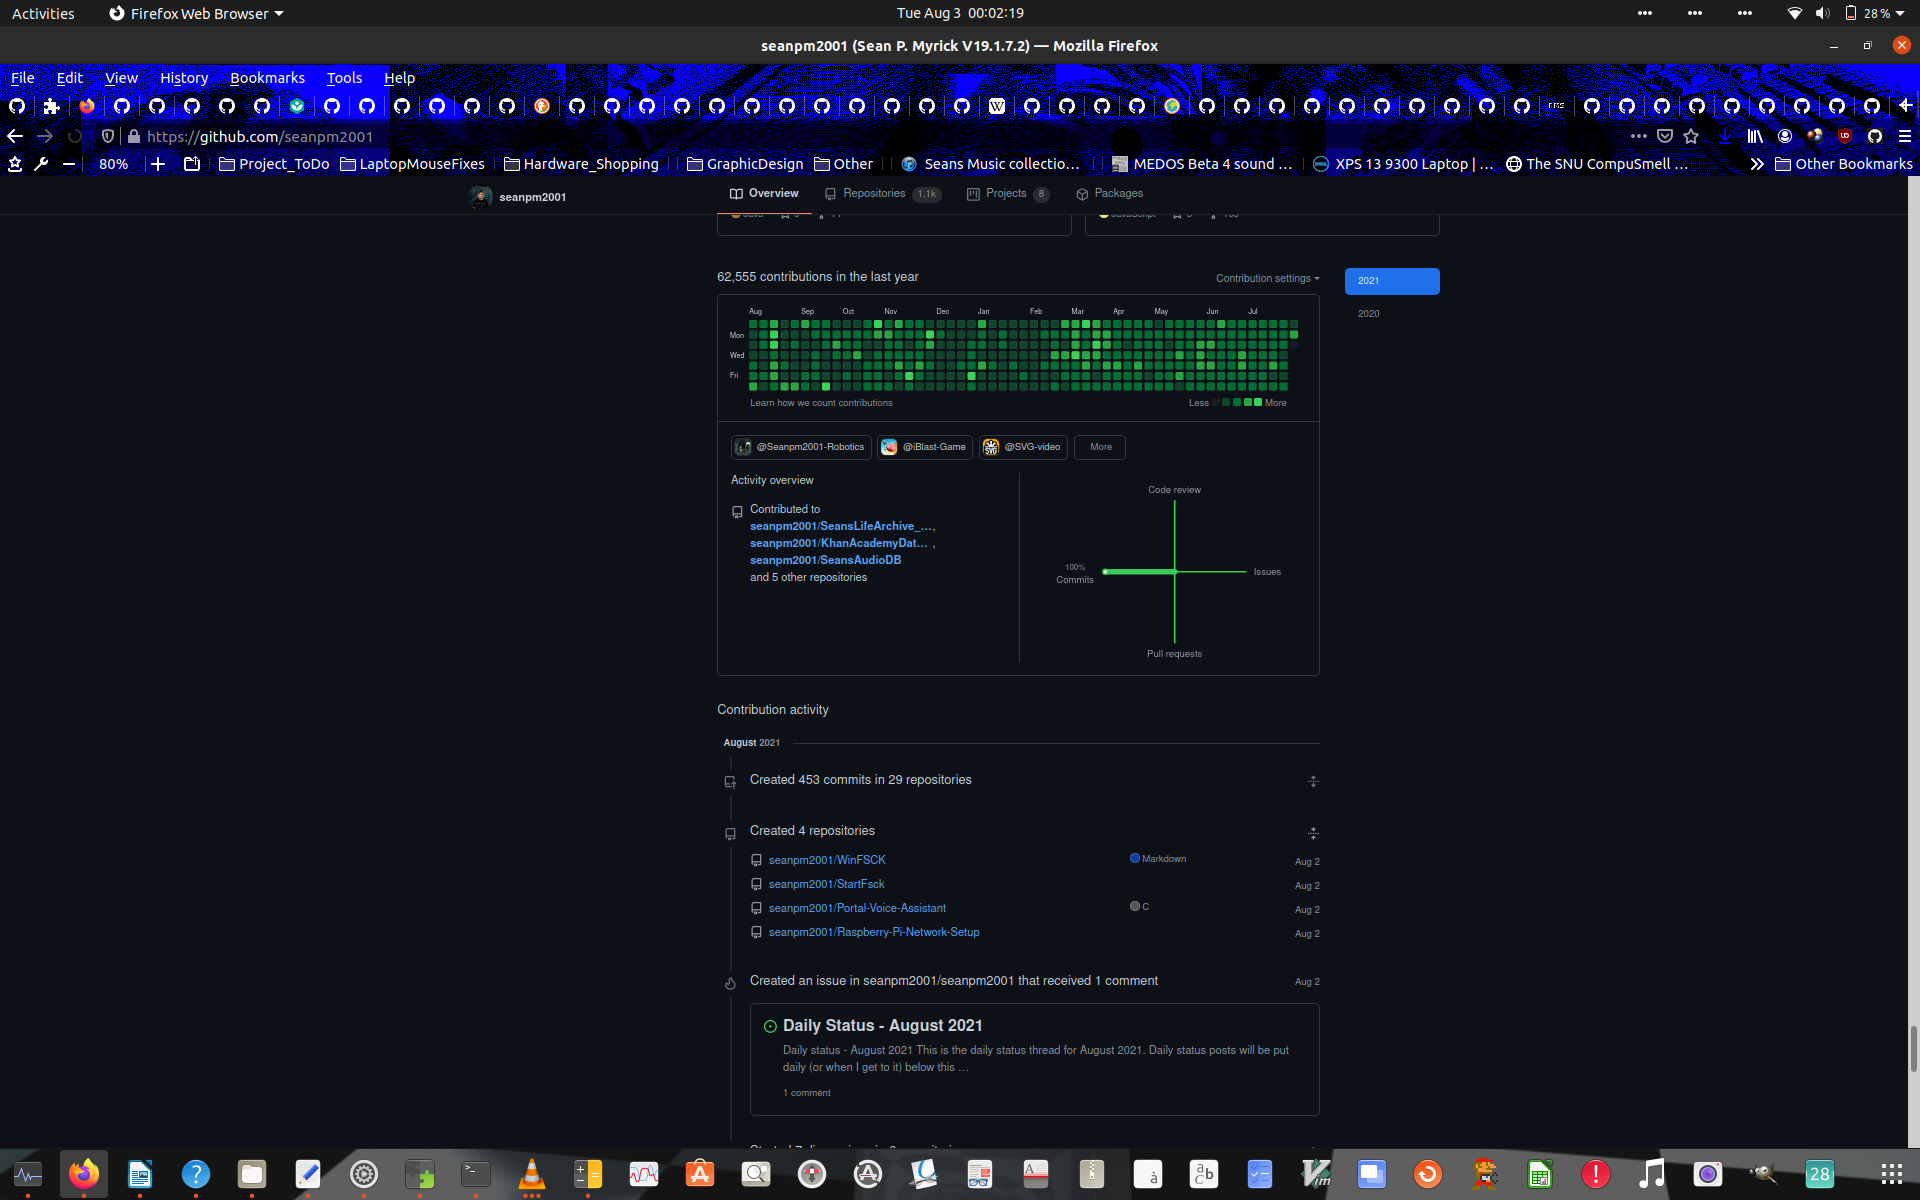 Activities Firefox Web Browser Tue Aug 3 00:02:19 28 %
seanpm2001 (Sean P. Myrick V19.1.7.2) — Mozilla Firefox
File Edit View History Bookmarks Tools Help
https://github.com/seanpm2001
80% Project_ToDo LaptopMouseFixes Hardware_Shopping GraphicDesign Other Seans Music collectio… MEDOS Beta 4 sound … XPS 13 9300 Laptop | … The SNU CompuSmell … Other Bookmarks
seanpm2001 Overview Repositories 1.1k Projects 8 Packages
62,555 contributions in the last year Contribution settings 2021
2020
Aug Sep Oct Nov Dec Jan Feb Mar Apr May Jun Jul
Mon
Wed
Fri
Learn how we count contributions Less More
@Seanpm2001-Robotics @iBlast-Game @SVG-video More
Activity overview
Contributed to
seanpm2001/SeansLifeArchive_…,
seanpm2001/KhanAcademyDat… ,
seanpm2001/SeansAudioDB
and 5 other repositories
Code review
100%
Commits
Issues
Pull requests
Contribution activity
August 2021
Created 453 commits in 29 repositories
Created 4 repositories
seanpm2001/WinFSCK Markdown Aug 2
seanpm2001/StartFsck Aug 2
seanpm2001/Portal-Voice-Assistant C Aug 2
seanpm2001/Raspberry-Pi-Network-Setup Aug 2
Created an issue in seanpm2001/seanpm2001 that received 1 comment Aug 2
Daily Status - August 2021
Daily status - August 2021 This is the daily status thread for August 2021. Daily status posts will be put
daily (or when I get to it) below this …
1 comment
28